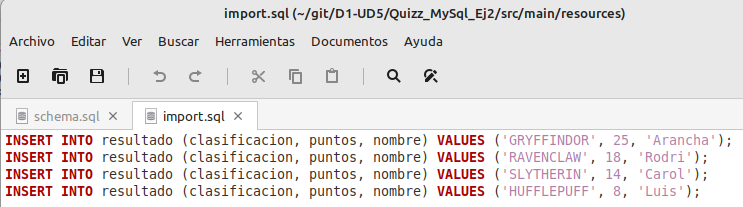 import.sql (~/git/D1-UD5/Quizz_MySql_Ej2/src/main/resources)
Archivo Editar Ver Buscar Herramientas Documentos Ayuda
schema.sql × import.sql ×
INSERT INTO resultado (clasificacion, puntos, nombre) VALUES ('GRYFFINDOR', 25, 'Arancha');
INSERT INTO resultado (clasificacion, puntos, nombre) VALUES ('RAVENCLAW', 18, 'Rodri');
INSERT INTO resultado (clasificacion, puntos, nombre) VALUES ('SLYTHERIN', 14, 'Carol');
INSERT INTO resultado (clasificacion, puntos, nombre) VALUES ('HUFFLEPUFF', 8, 'Luis');